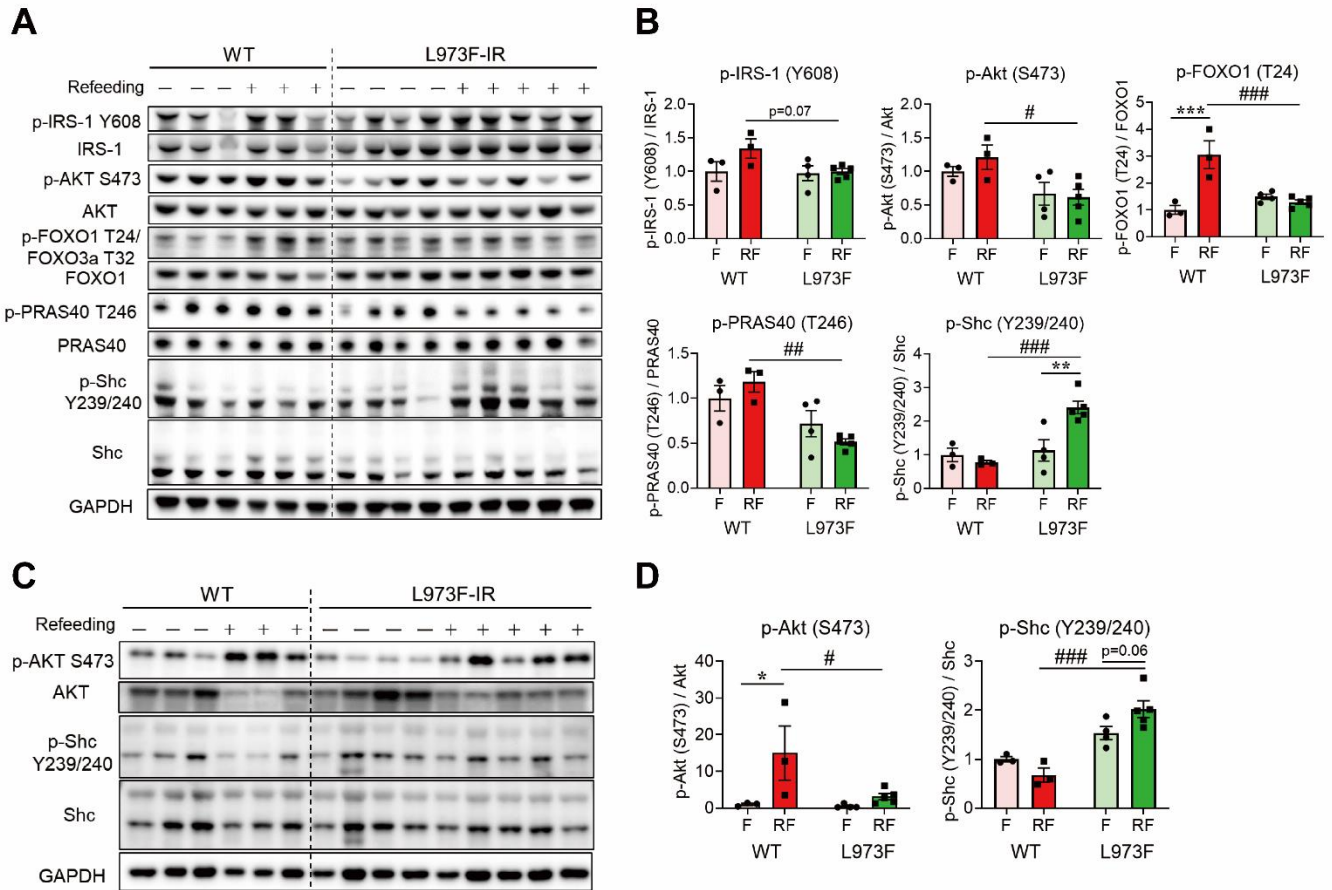 A
WT L973F-IR
Refeeding − − − + + + − − − − + + + + +
p-IRS-1 Y608
IRS-1
p-AKT S473
AKT
p-FOXO1 T24/
FOXO3a T32
FOXO1
p-PRAS40 T246
PRAS40
p-Shc
Y239/240
Shc
GAPDH
B
p-IRS-1 (Y608)
p-IRS-1 (Y608) / IRS-1
2.0
1.5
1.0
0.5
0.0
p=0.07
F RF F RF
WT L973F
p-Akt (S473)
p-Akt (S473) / Akt
2.0
1.5
1.0
0.5
0.0
#
F RF F RF
WT L973F
p-FOXO1 (T24)
p-FOXO1 (T24) / FOXO1
6
5
4
3
2
1
0
*** ###
F RF F RF
WT L973F
p-PRAS40 (T246)
p-PRAS40 (T246) / PRAS40
1.5
1.0
0.5
0.0
##
F RF F RF
WT L973F
p-Shc (Y239/240)
p-Shc (Y239/240) / Shc
4
3
2
1
0
###
**
F RF F RF
WT L973F
C
WT L973F-IR
Refeeding − − − + + + − − − − + + + + +
p-AKT S473
AKT
p-Shc
Y239/240
Shc
GAPDH
D
p-Akt (S473)
p-Akt (S473) / Akt
40
30
20
10
0
* #
F RF F RF
WT L973F
p-Shc (Y239/240)
p-Shc (Y239/240) / Shc
3
2
1
0
###
p=0.06
F RF F RF
WT L973F